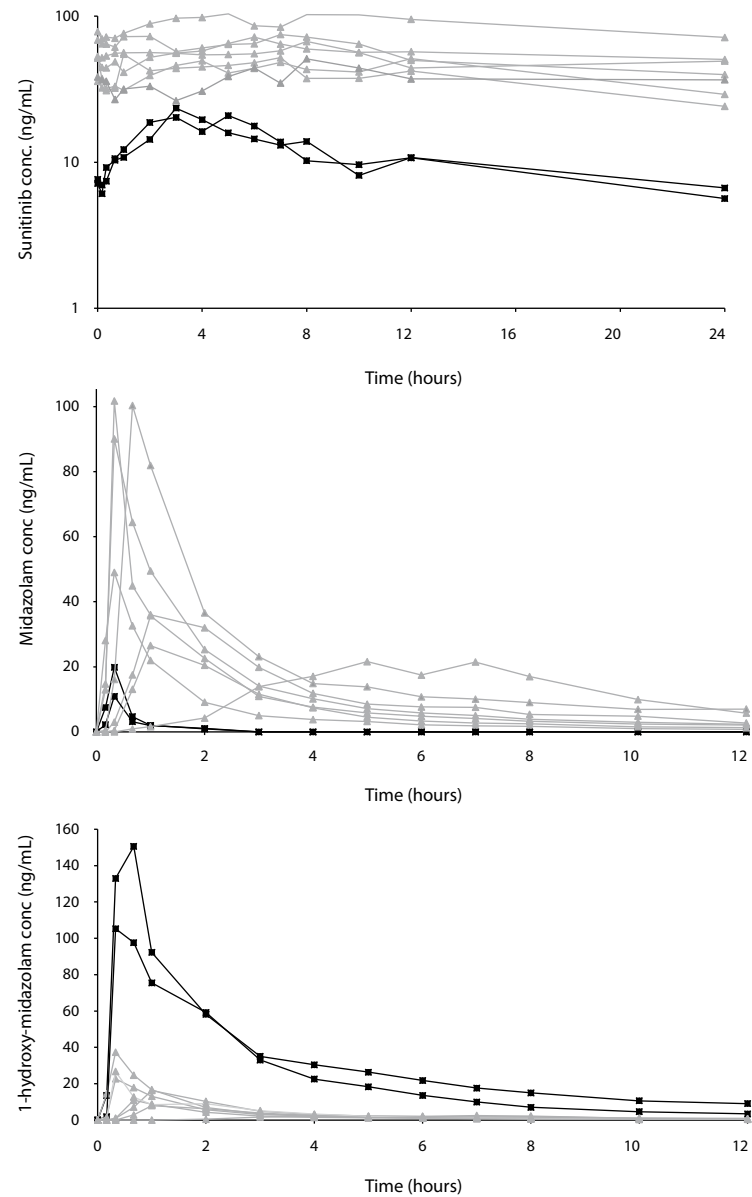 Sunitinib conc. (ng/mL)
100
10
1
0 4 8 12 16 20 24
Time (hours)
Midazolam conc (ng/mL)
100
80
60
40
20
0
0 2 4 6 8 10 12
Time (hours)
1-hydroxy-midazolam conc (ng/mL)
160
140
120
100
80
60
40
20
0
0 2 4 6 8 10 12
Time (hours)